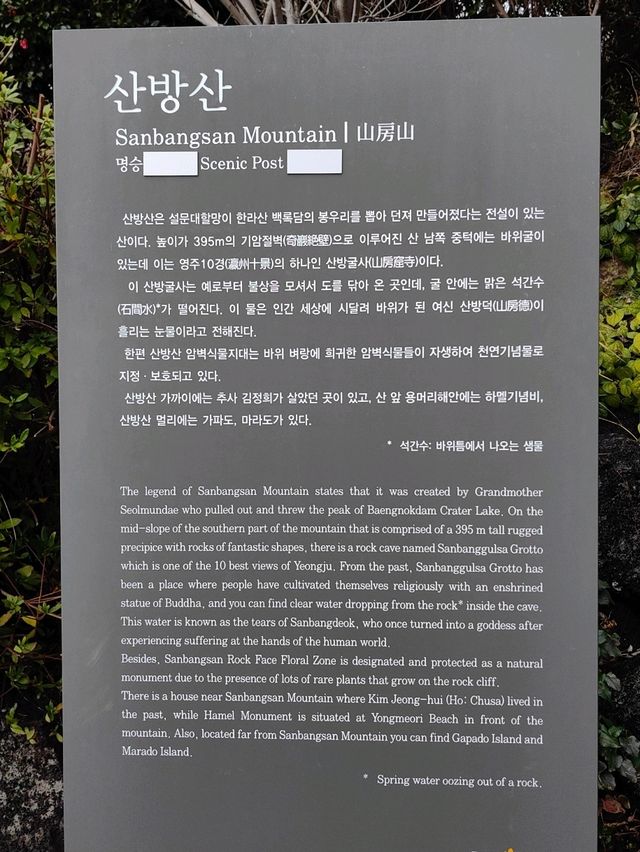 산방산
Sanbangsan Mountain | 山房山
명승 Scenic Post
산방산은 설문대할망이 한라산 백록담의 봉우리를 뽑아 던져 만들어졌다는 전설이 있는
산이다. 높이가 395m의 기암절벽(奇巖絶壁)으로 이루어진 산 남쪽 중턱에는 바위굴이
있는데 이는 영주10경(瀛州十景)의 하나인 산방굴사(山房窟寺)이다.
이 산방굴사는 예로부터 불상을 모셔서 도를 닦아 온 곳인데, 굴 안에는 맑은 석간수
(石間水)*가 떨어진다. 이 물은 인간 세상에 시달려 바위가 된 여신 산방덕(山房德)이
흘리는 눈물이라고 전해진다.
한편 산방산 암벽식물지대는 바위 벼랑에 희귀한 암벽식물들이 자생하여 천연기념물로
지정 · 보호되고 있다.
산방산 가까이에는 추사 김정희가 살았던 곳이 있고, 산 앞 용머리해안에는 하멜기념비,
산방산 멀리에는 가파도, 마라도가 있다.
* 석간수: 바위틈에서 나오는 샘물
The legend of Sanbangsan Mountain states that it was created by Grandmother
Seolmundae who pulled out and threw the peak of Baengnokdam Crater Lake. On the
mid-slope of the southern part of the mountain that is comprised of a 395 m tall rugged
precipice with rocks of fantastic shapes, there is a rock cave named Sanbanggulsa Grotto
which is one of the 10 best views of Yeongju. From the past, Sanbanggulsa Grotto has
been a place where people have cultivated themselves religiously with an enshrined
statue of Buddha, and you can find clear water dropping from the rock* inside the cave.
This water is known as the tears of Sanbangdeok, who once turned into a goddess after
experiencing suffering at the hands of the human world.
Besides, Sanbangsan Rock Face Floral Zone is designated and protected as a natural
monument due to the presence of lots of rare plants that grow on the rock cliff.
There is a house near Sanbangsan Mountain where Kim Jeong-hui (Ho: Chusa) lived in
the past, while Hamel Monument is situated at Yongmeori Beach in front of the
mountain. Also, located far from Sanbangsan Mountain you can find Gapado Island and
Marado Island.
* Spring water oozing out of a rock.